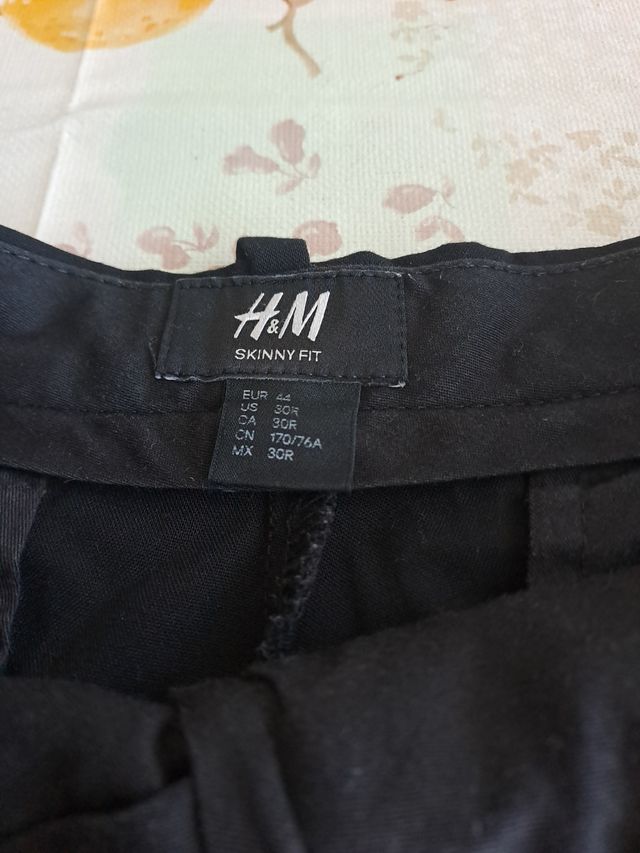 H&M
SKINNY FIT
EUR 44
US 30R
CA 30R
CN 170/76A
MX 30R